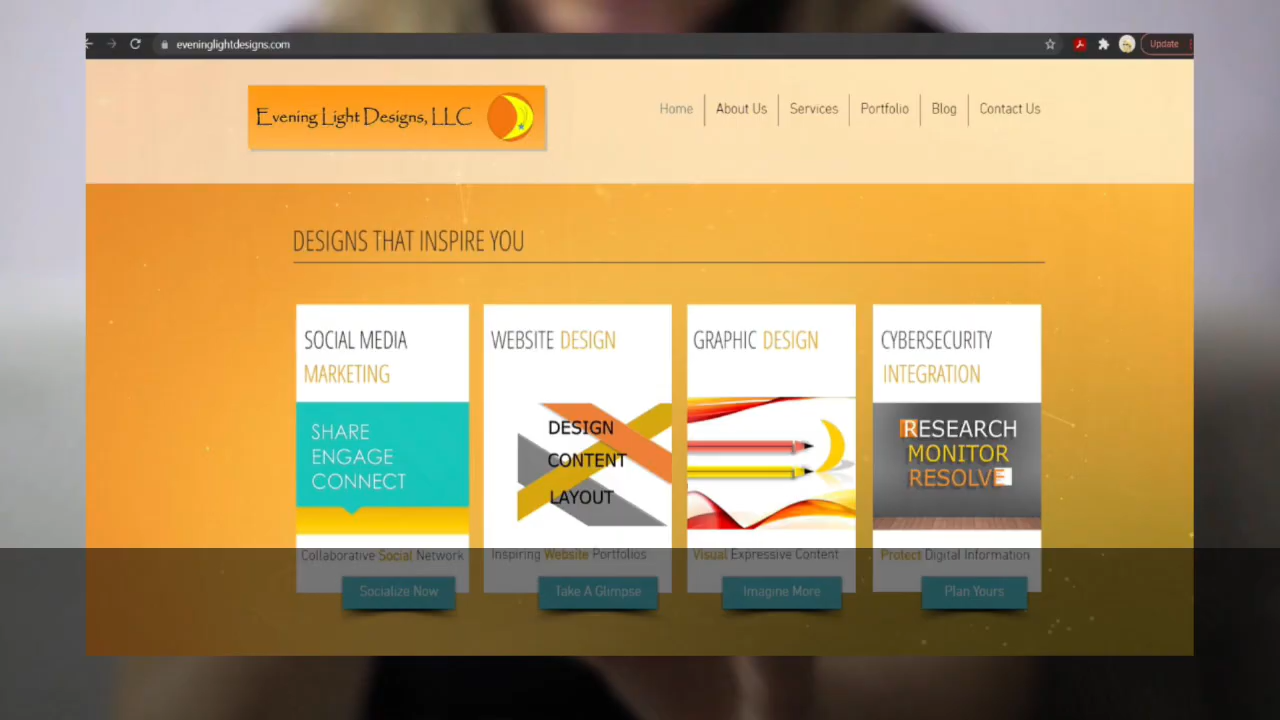 eveninglightdesigns.com
Update
Evening Light Designs, LLC
Home
About Us
Services
Portfolio
Blog
Contact Us
DESIGNS THAT INSPIRE YOU
SOCIAL MEDIA
MARKETING
SHARE
ENGAGE
CONNECT
Collaborative Social Network
Socialize Now
WEBSITE DESIGN
DESIGN
CONTENT
LAYOUT
Inspiring Website Portfolios
Take A Glimpse
GRAPHIC DESIGN
Visual Expressive Content
Imagine More
CYBERSECURITY
INTEGRATION
RESEARCH
MONITOR
RESOLVE
Protect Digital Information
Plan Yours